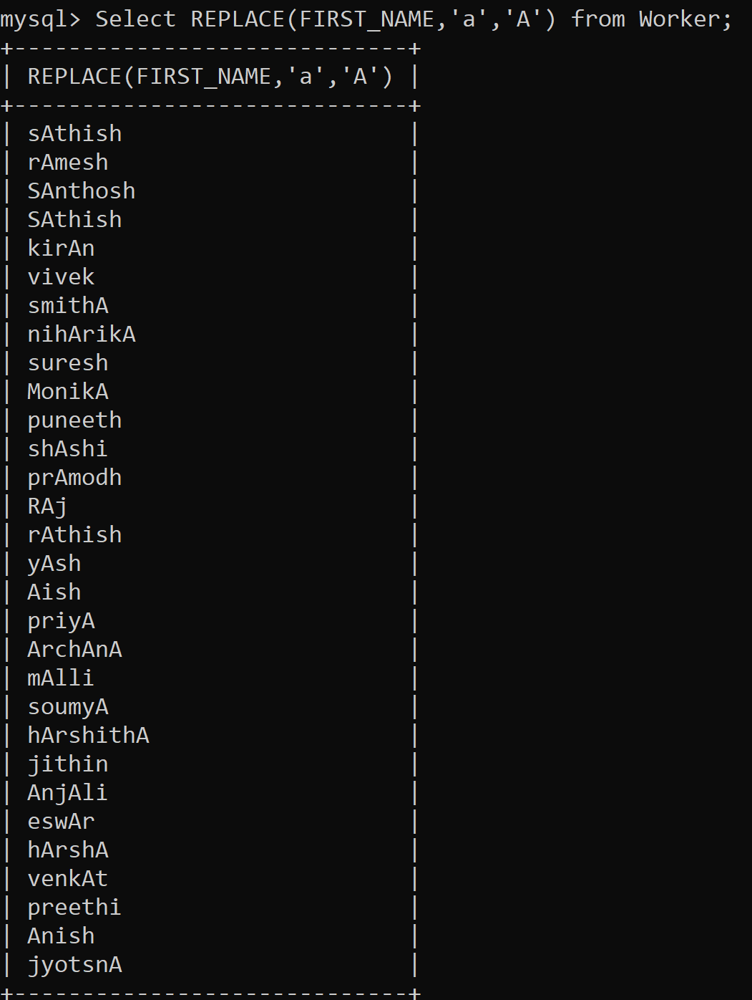 mysql> Select REPLACE(FIRST_NAME,'a','A') from Worker;
+-----------------------------+
| REPLACE(FIRST_NAME,'a','A') |
+-----------------------------+
| sAthish                     |
| rAmesh                      |
| SAnthosh                    |
| SAthish                     |
| kirAn                       |
| vivek                       |
| smithA                      |
| nihArikA                    |
| suresh                      |
| MonikA                      |
| puneeth                     |
| shAshi                      |
| prAmodh                     |
| RAj                         |
| rAthish                     |
| yAsh                        |
| Aish                        |
| priyA                       |
| ArchAnA                     |
| mAlli                       |
| soumyA                      |
| hArshithA                   |
| jithin                      |
| AnjAli                      |
| eswAr                       |
| hArshA                      |
| venkAt                      |
| preethi                     |
| Anish                       |
| jyotsnA                     |
+-----------------------------+